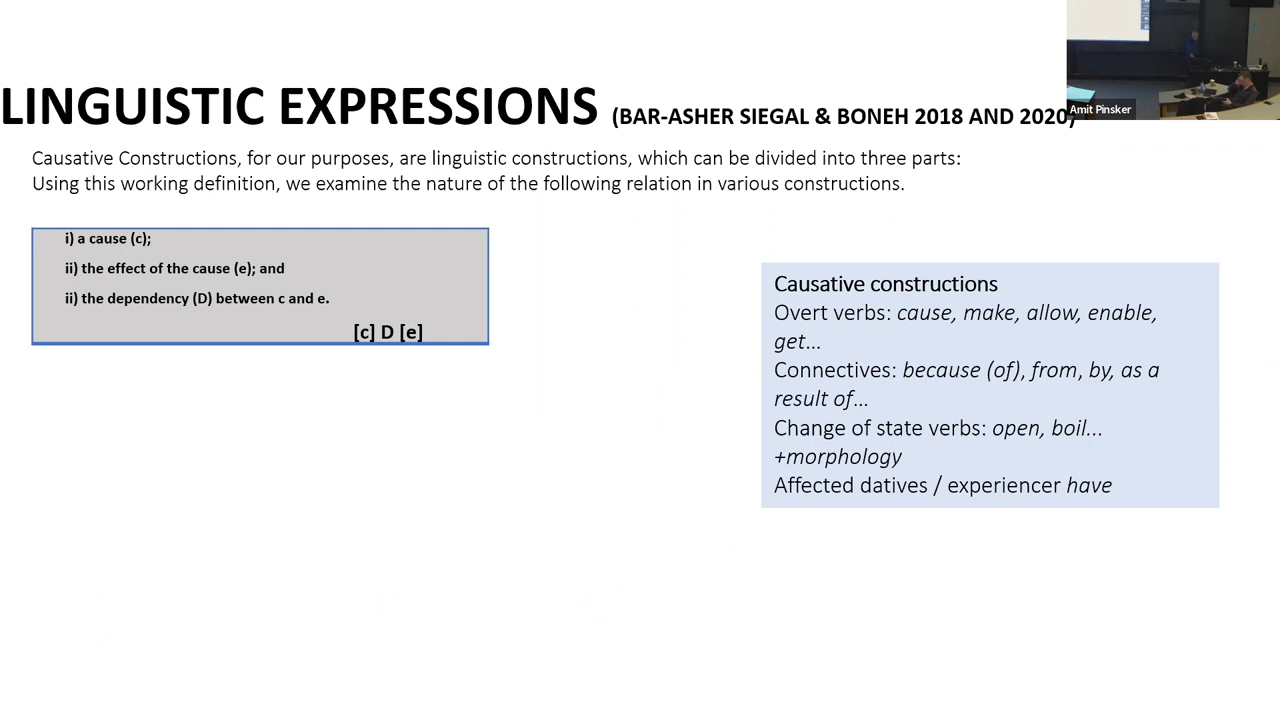 LINGUISTIC EXPRESSIONS (BAR-ASHER SIEGAL & BONEH 2018 AND 2020)
Amit Pinsker
Causative Constructions, for our purposes, are linguistic constructions, which can be divided into three parts:
Using this working definition, we examine the nature of the following relation in various constructions.
i) a cause (c);
ii) the effect of the cause (e); and
ii) the dependency (D) between c and e.
[c] D [e]
Causative constructions
Overt verbs: cause, make, allow, enable,
get...
Connectives: because (of), from, by, as a
result of...
Change of state verbs: open, boil...
+morphology
Affected datives / experiencer have